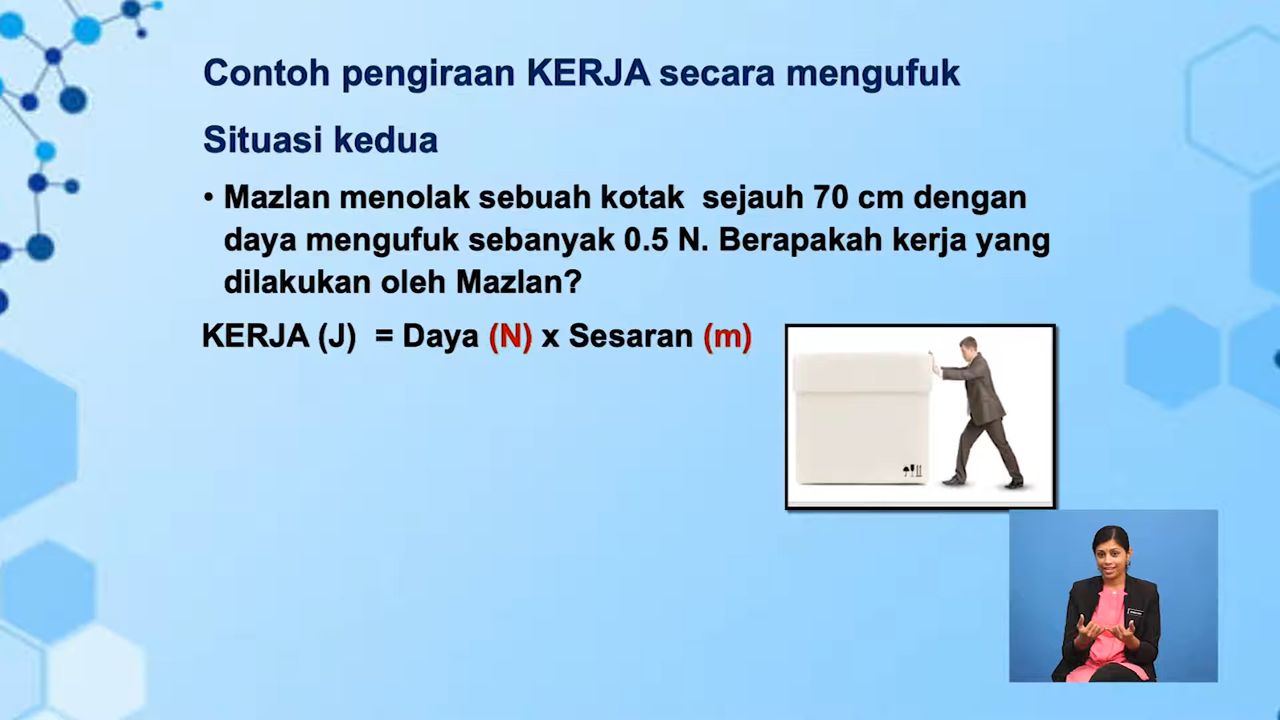 Contoh pengiraan KERJA secara mengufuk
Situasi kedua
• Mazlan menolak sebuah kotak sejauh 70 cm dengan
daya mengufuk sebanyak 0.5 N. Berapakah kerja yang
dilakukan oleh Mazlan?
KERJA (J) = Daya (N) x Sesaran (m)